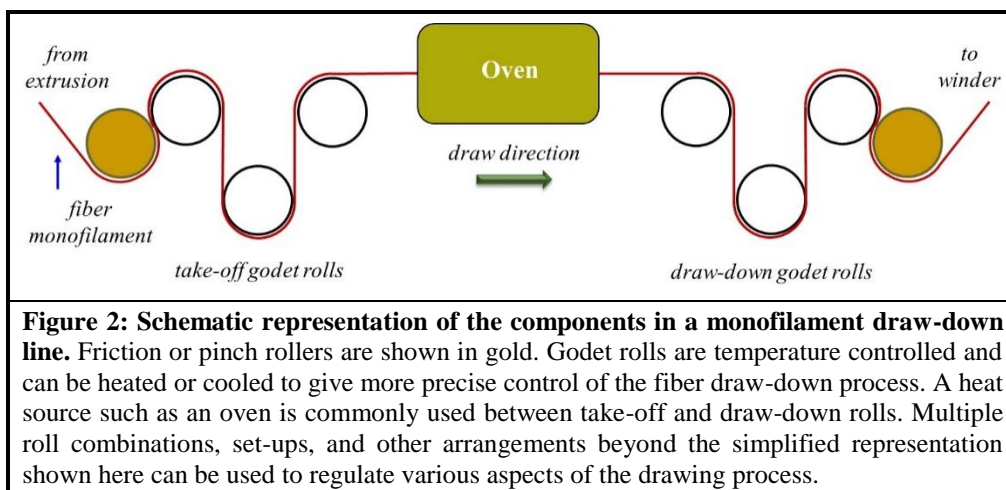 from
extrusion
Oven
to
winder
draw direction
fiber
monofilament
take-off godet rolls
draw-down godet rolls
Figure 2: Schematic representation of the components in a monofilament draw-down
line. Friction or pinch rollers are shown in gold. Godet rolls are temperature controlled and
can be heated or cooled to give more precise control of the fiber draw-down process. A heat
source such as an oven is commonly used between take-off and draw-down rolls. Multiple
roll combinations, set-ups, and other arrangements beyond the simplified representation
shown here can be used to regulate various aspects of the drawing process.